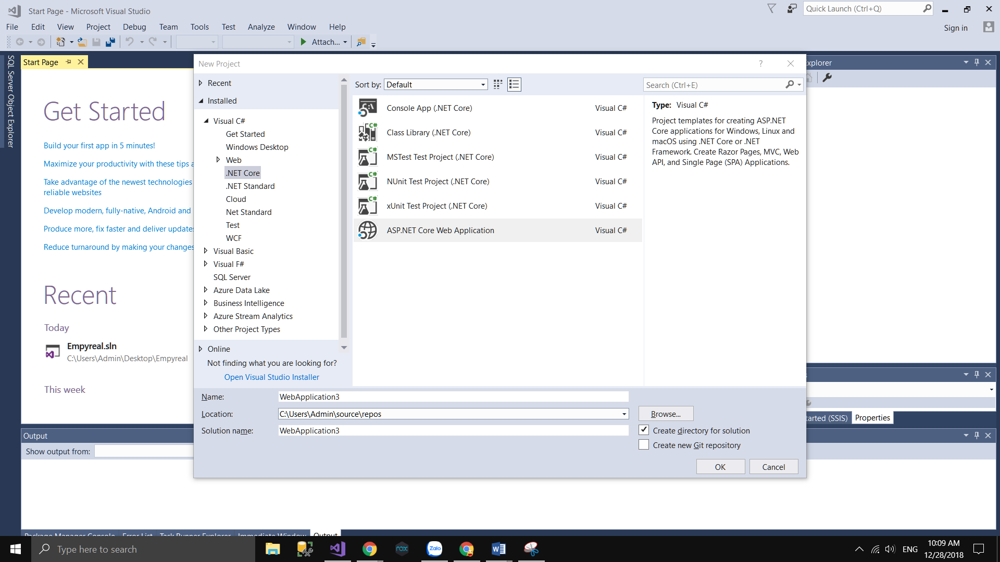 Start Page - Microsoft Visual Studio
Quick Launch (Ctrl+Q)
File Edit View Project Debug Team Tools Test Analyze Window Help
Sign in
Attach...
SQL Server Object Explorer
Start Page
Get Started
Build your first app in 5 minutes!
Maximize your productivity with these tips
Take advantage of the newest technologies
reliable websites
Develop modern, fully-native, Android and
Produce more, fix faster and deliver updates
Reduce turnaround by making your changes
Recent
Today
Empyreal.sln
C:\Users\Admin\Desktop\Empyreal
This week
New Project
?
Recent
Installed
Visual C#
Get Started
Windows Desktop
Web
.NET Core
.NET Standard
Cloud
Net Standard
Test
WCF
Visual Basic
Visual F#
SQL Server
Azure Data Lake
Business Intelligence
Azure Stream Analytics
Other Project Types
Online
Not finding what you are looking for?
Open Visual Studio Installer
Sort by: Default
Search (Ctrl+E)
Console App (.NET Core) Visual C#
Class Library (.NET Core) Visual C#
MSTest Test Project (.NET Core) Visual C#
NUnit Test Project (.NET Core) Visual C#
xUnit Test Project (.NET Core) Visual C#
ASP.NET Core Web Application Visual C#
Type: Visual C#
Project templates for creating ASP.NET
Core applications for Windows, Linux and
macOS using .NET Core or .NET
Framework. Create Razor Pages, MVC, Web
API, and Single Page (SPA) Applications.
Name: WebApplication3
Location: C:\Users\Admin\source\repos
Browse...
Solution name: WebApplication3
Create directory for solution
Create new Git repository
OK Cancel
Explorer
tarted (SSIS) Properties
Output
Show output from:
Package Manager Console Error List Task Runner Explorer Immediate Window Output
Type here to search
nox
Zalo
ENG
10:09 AM
12/28/2018